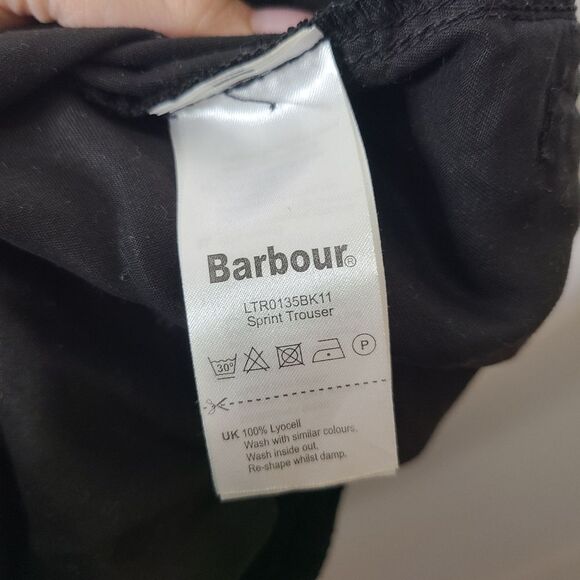 Barbour®
LTR0135BK11
Sprint Trouser
30° P
UK 100% Lyocell
Wash with similar colours.
Wash inside out.
Re-shape whilst damp.